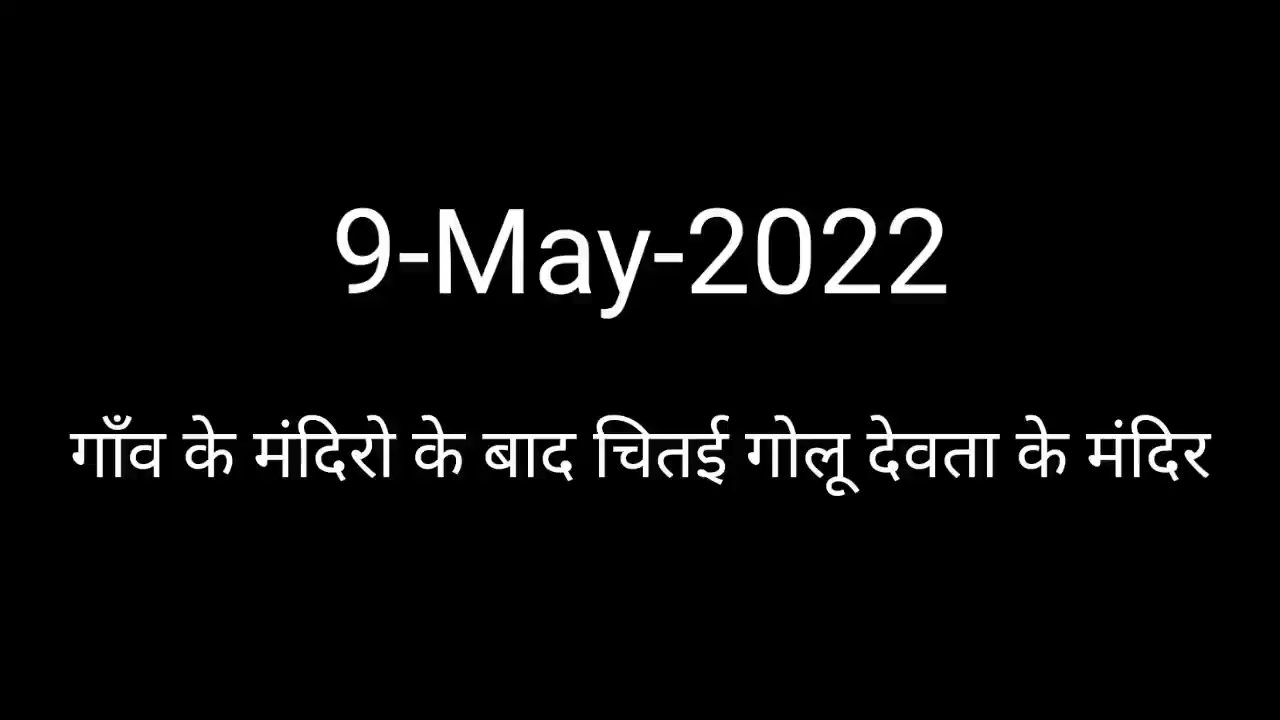 9-May-2022
गाँव के मंदिरो के बाद चितई गोलू देवता के मंदिर